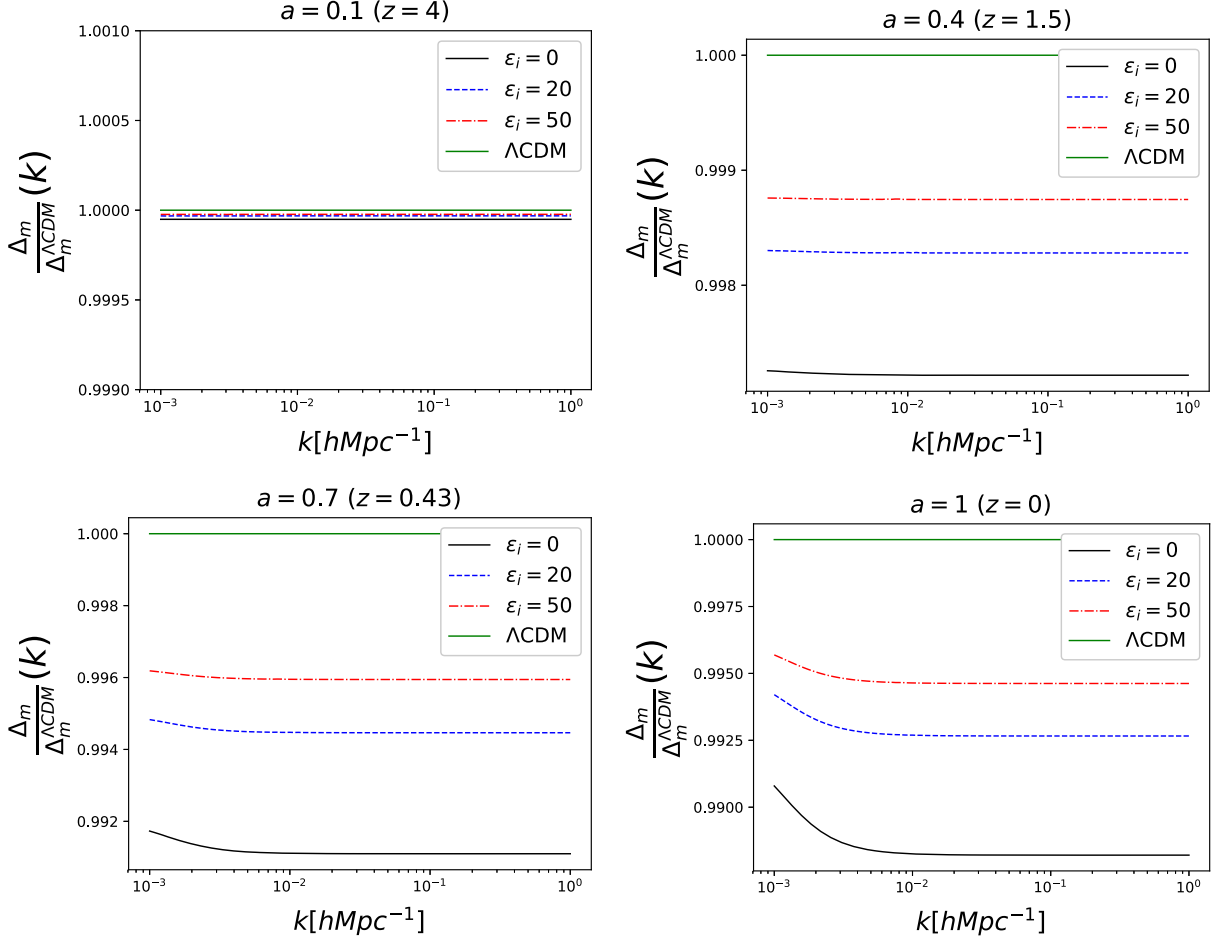 a = 0.1 (z = 4)
1.0010
1.0005
1.0000
0.9995
0.9990
Δm/ΔmΛCDM (k)
εi = 0
εi = 20
εi = 50
ΛCDM
10−3
10−2
10−1
100
k[hMpc−1]
a = 0.4 (z = 1.5)
1.000
0.999
0.998
Δm/ΔmΛCDM (k)
εi = 0
εi = 20
εi = 50
ΛCDM
10−3
10−2
10−1
100
k[hMpc−1]
a = 0.7 (z = 0.43)
1.000
0.998
0.996
0.994
0.992
Δm/ΔmΛCDM (k)
εi = 0
εi = 20
εi = 50
ΛCDM
10−3
10−2
10−1
100
k[hMpc−1]
a = 1 (z = 0)
1.0000
0.9975
0.9950
0.9925
0.9900
Δm/ΔmΛCDM (k)
εi = 0
εi = 20
εi = 50
ΛCDM
10−3
10−2
10−1
100
k[hMpc−1]